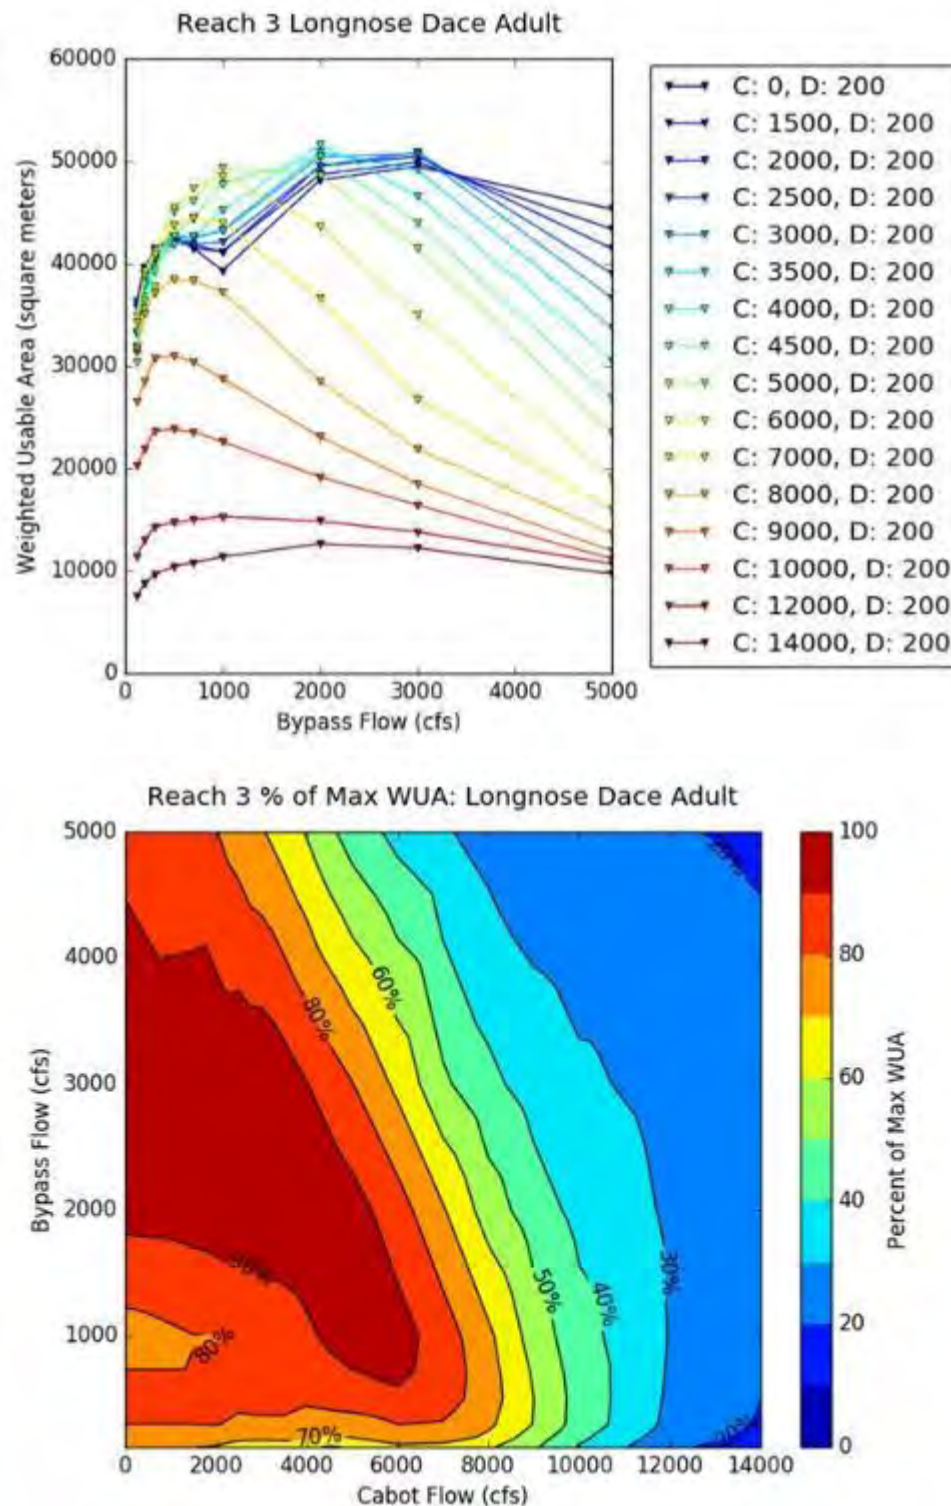 Reach 3 Longnose Dace Adult
60000
50000
40000
30000
20000
10000
0
Weighted Usable Area (square meters)
0 1000 2000 3000 4000 5000
Bypass Flow (cfs)
C: 0, D: 200
C: 1500, D: 200
C: 2000, D: 200
C: 2500, D: 200
C: 3000, D: 200
C: 3500, D: 200
C: 4000, D: 200
C: 4500, D: 200
C: 5000, D: 200
C: 6000, D: 200
C: 7000, D: 200
C: 8000, D: 200
C: 9000, D: 200
C: 10000, D: 200
C: 12000, D: 200
C: 14000, D: 200
Reach 3 % of Max WUA: Longnose Dace Adult
5000
4000
3000
2000
1000
Bypass Flow (cfs)
60%
80%
50%
40%
30%
80%
70%
0 2000 4000 6000 8000 10000 12000 14000
Cabot Flow (cfs)
100
80
60
40
20
0
Percent of Max WUA